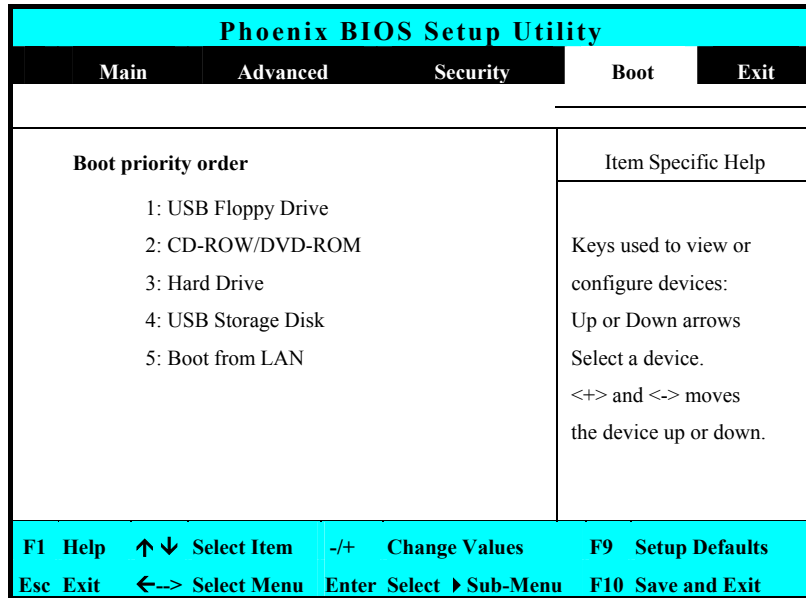 Phoenix BIOS Setup Utility
Main Advanced Security Boot Exit
Boot priority order
1: USB Floppy Drive
2: CD-ROW/DVD-ROM
3: Hard Drive
4: USB Storage Disk
5: Boot from LAN
Item Specific Help
Keys used to view or
configure devices:
Up or Down arrows
Select a device.
<+> and <-> moves
the device up or down.
F1 Help ↑↓ Select Item -/+ Change Values F9 Setup Defaults
Esc Exit ←--> Select Menu Enter Select ▶ Sub-Menu F10 Save and Exit